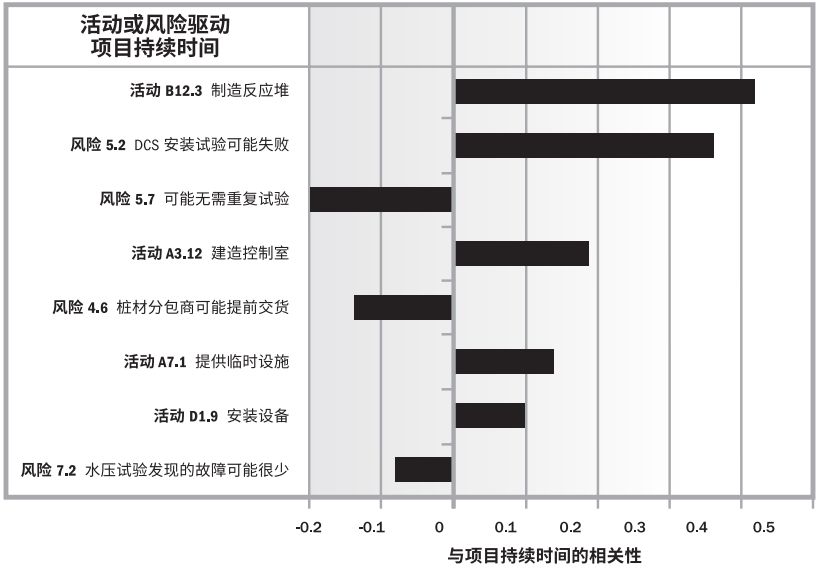 活动或风险驱动
项目持续时间
活动 B12.3 制造反应堆
风险 5.2 DCS 安装试验可能失败
风险 5.7 可能无需重复试验
活动 A3.12 建造控制室
风险 4.6 桩材分包商可能提前交货
活动 A7.1 提供临时设施
活动 D1.9 安装设备
风险 7.2 水压试验发现的故障可能很少
-0.2 -0.1 0 0.1 0.2 0.3 0.4 0.5
与项目持续时间的相关性